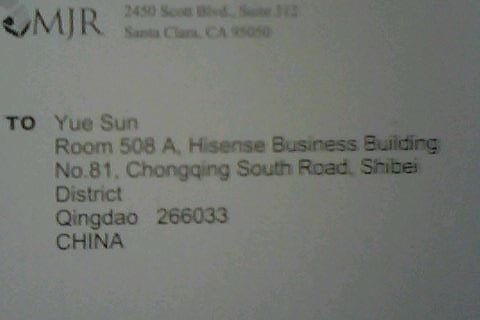 MJR
2450 Scott Blvd., Suite 312
Santa Clara, CA 95050
TO Yue Sun
Room 508 A, Hisense Business Building
No.81, Chongqing South Road, Shibei
District
Qingdao 266033
CHINA